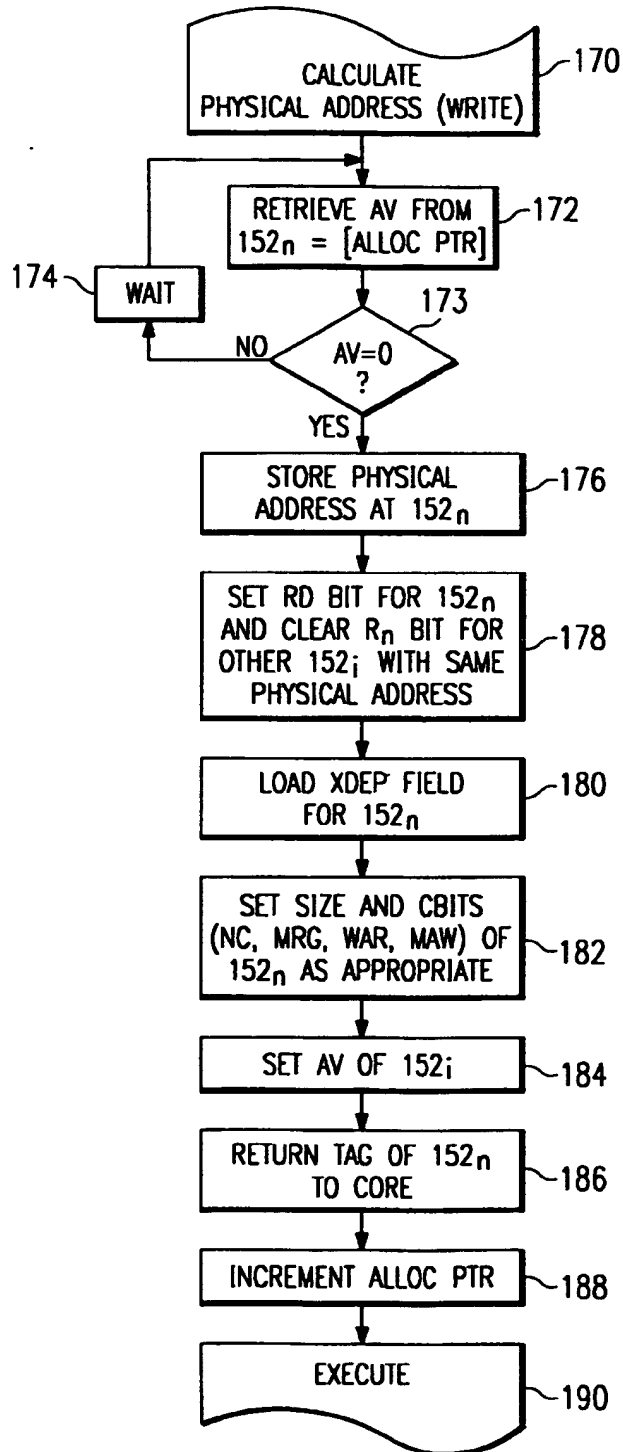 CALCULATE
PHYSICAL ADDRESS (WRITE)
170
RETRIEVE AV FROM
152n = [ALLOC PTR]
172
174
WAIT
173
NO
AV=0
?
YES
STORE PHYSICAL
ADDRESS AT 152n
176
SET RD BIT FOR 152n
AND CLEAR Rn BIT FOR
OTHER 152i WITH SAME
PHYSICAL ADDRESS
178
LOAD XDEP FIELD
FOR 152n
180
SET SIZE AND CBITS
(NC, MRG, WAR, MAW) OF
152n AS APPROPRIATE
182
SET AV OF 152i
184
RETURN TAG OF 152n
TO CORE
186
INCREMENT ALLOC PTR
188
EXECUTE
190